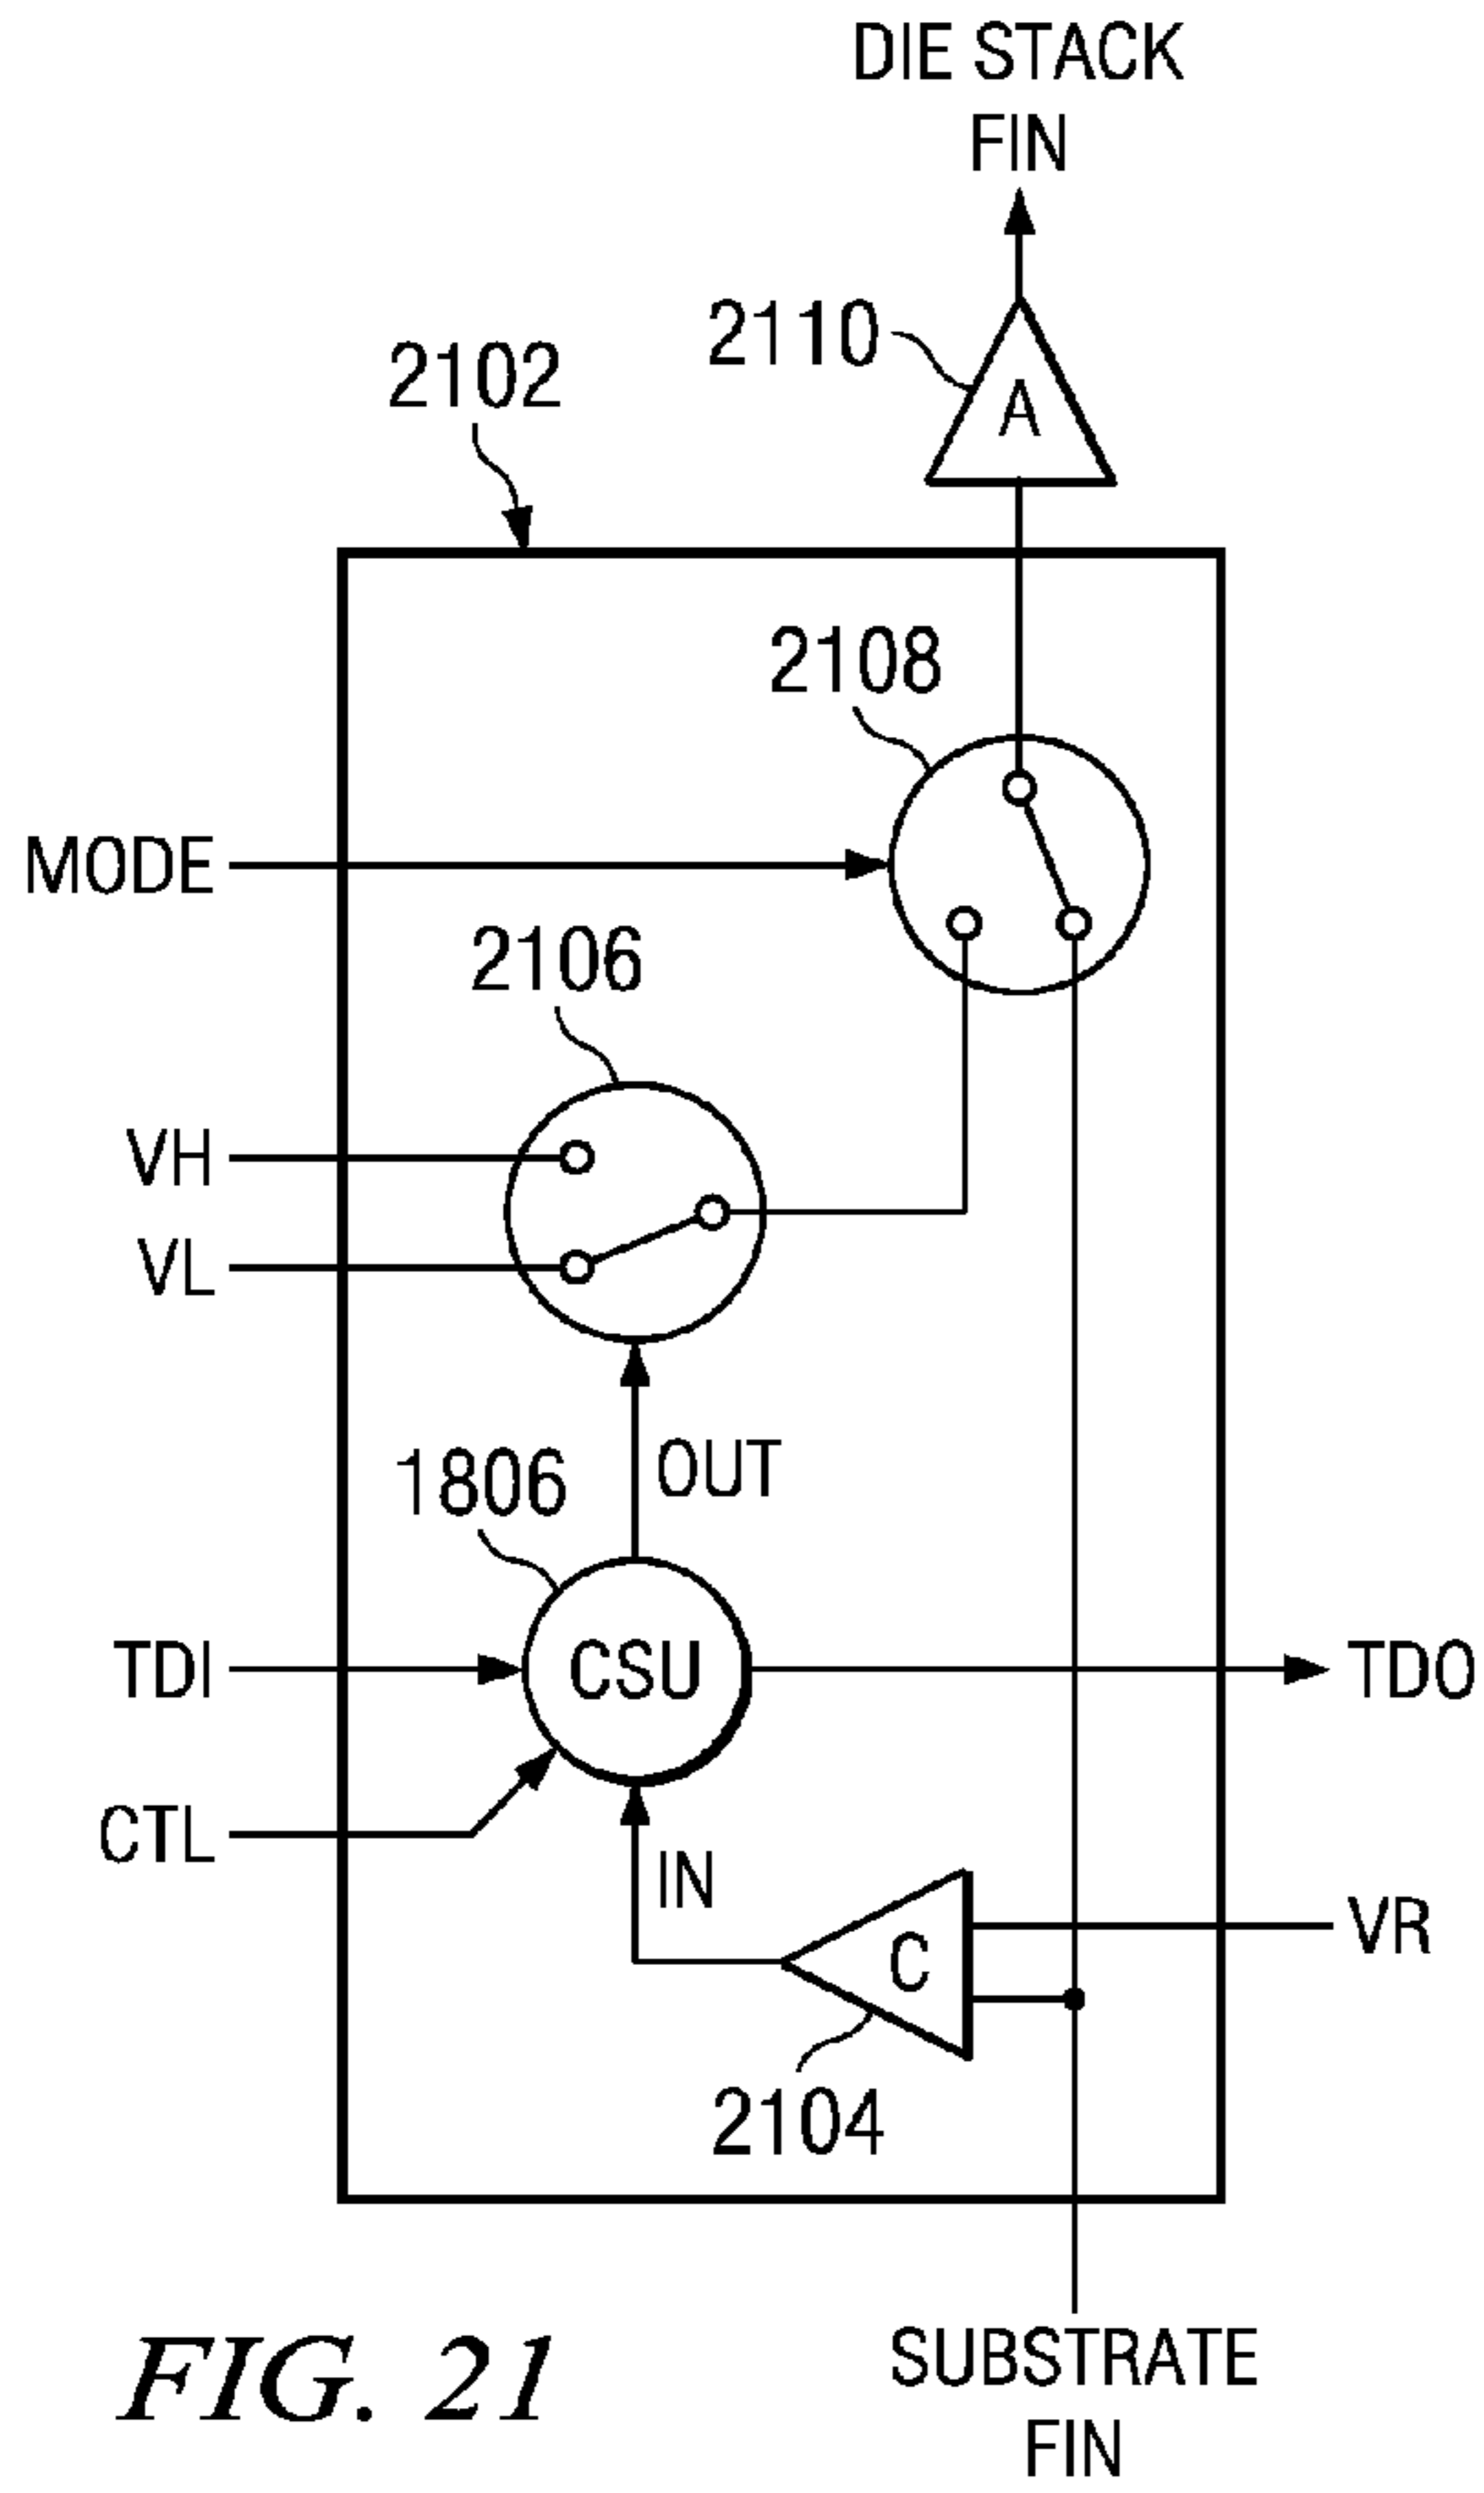 DIE STACK
FIN
2110
A
2102
2108
MODE
2106
VH
VL
OUT
1806
TDI
CSU
TDO
CTL
IN
VR
C
2104
SUBSTRATE
FIN
FIG. 21